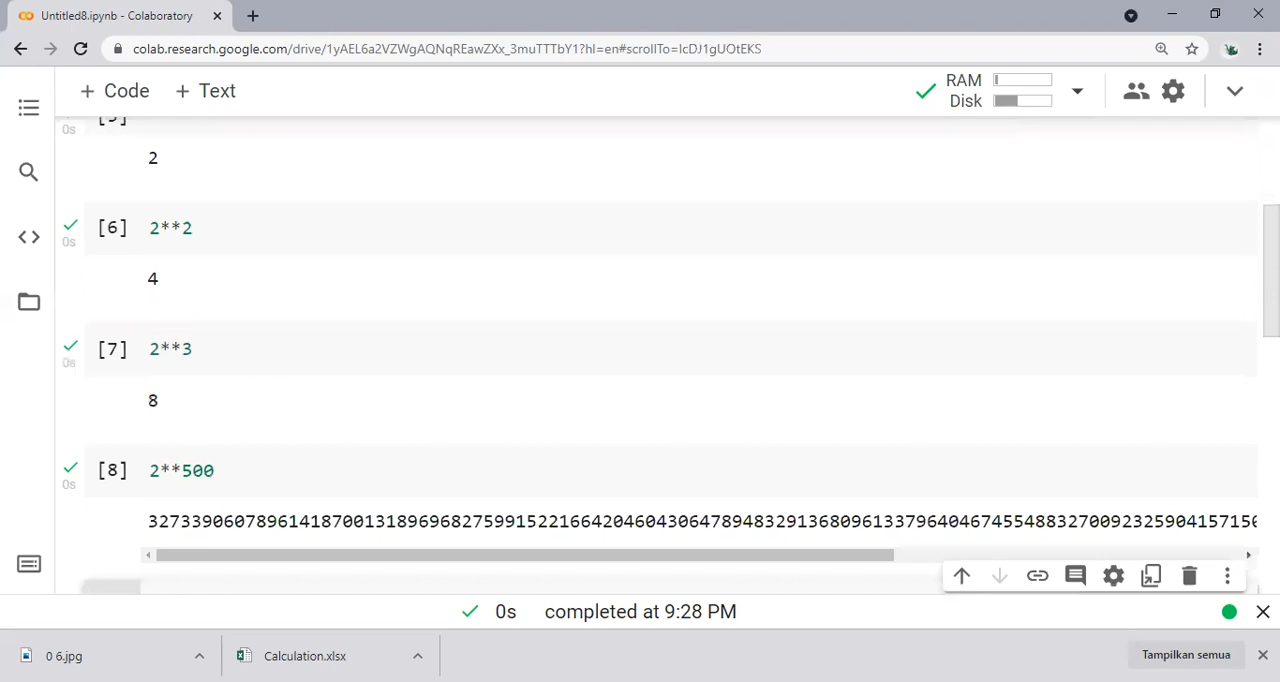 Untitled8.ipynb - Colaboratory
colab.research.google.com/drive/1yAEL6a2VZWgAQNqREawZXx_3muTTTbY1?hl=en#scrollTo=IcDJ1gUOtEKS
+ Code + Text
RAM
Disk
0s
2
[6] 2**2
0s
4
[7] 2**3
0s
8
[8] 2**500
0s
3273390607896141870013189696827599152216642046043064789483291368096133796404674554883270092325904157150
0s completed at 9:28 PM
0 6.jpg
Calculation.xlsx
Tampilkan semua